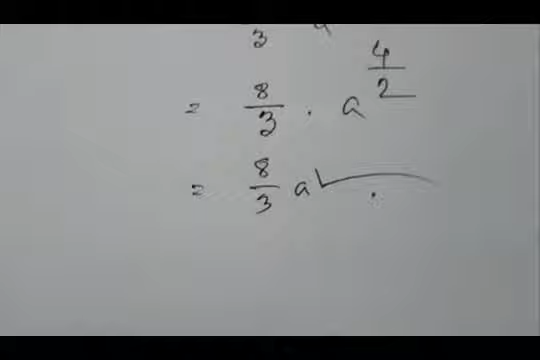 3 a
= 8/3 . a^(4/2)
= 8/3 a√ .